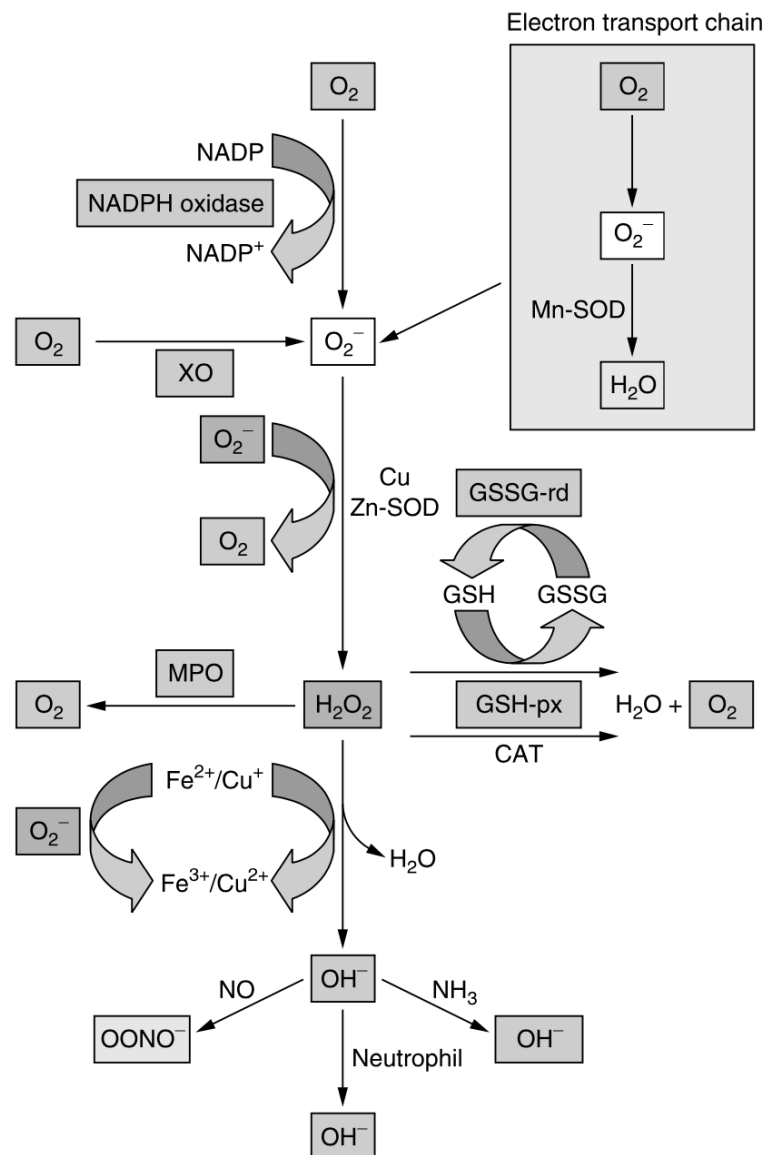 Electron transport chain
O₂
O₂
NADP
NADPH oxidase
NADP⁺
O₂⁻
Mn-SOD
H₂O
O₂
XO
O₂⁻
O₂⁻
O₂
Cu
Zn-SOD
GSSG-rd
GSH
GSSG
MPO
O₂
H₂O₂
GSH-px
H₂O + O₂
CAT
Fe²⁺/Cu⁺
O₂⁻
H₂O
Fe³⁺/Cu²⁺
OH⁻
NO
NH₃
OONO⁻
OH⁻
Neutrophil
OH⁻